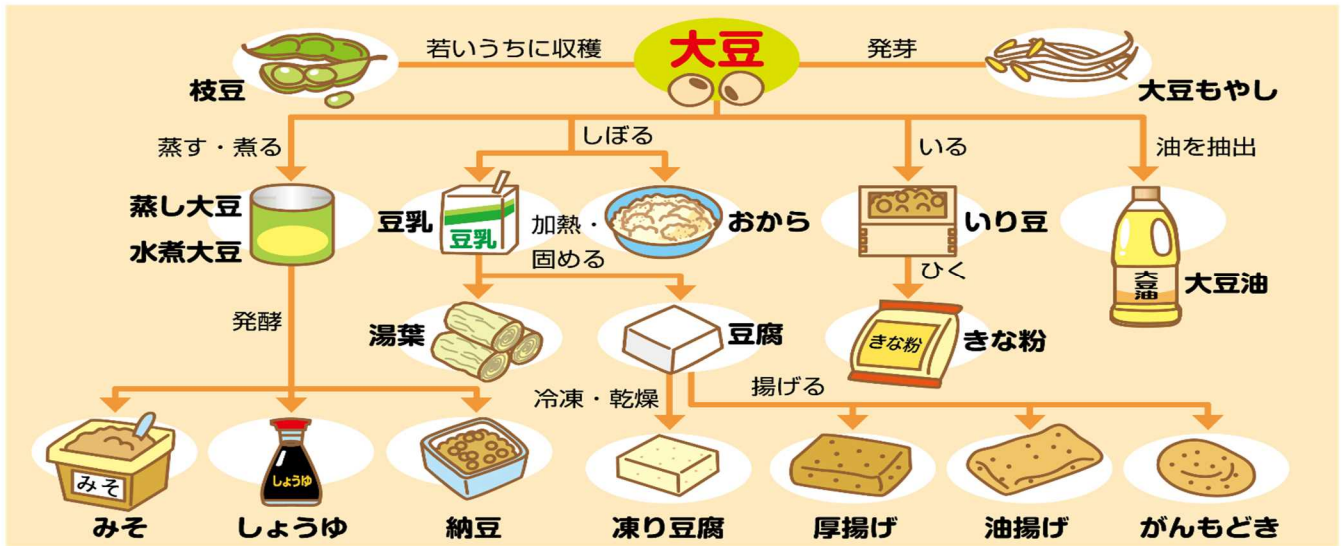 大豆
若いうちに収穫
発芽
枝豆
大豆もやし
蒸す・煮る
しぼる
いる
油を抽出
蒸し大豆
水煮大豆
豆乳
豆乳
加熱・
固める
おから
いり豆
ひく
大豆油
大豆油
発酵
湯葉
豆腐
きな粉
きな粉
冷凍・乾燥
揚げる
みそ
しょうゆ
みそ
しょうゆ
納豆
凍り豆腐
厚揚げ
油揚げ
がんもどき